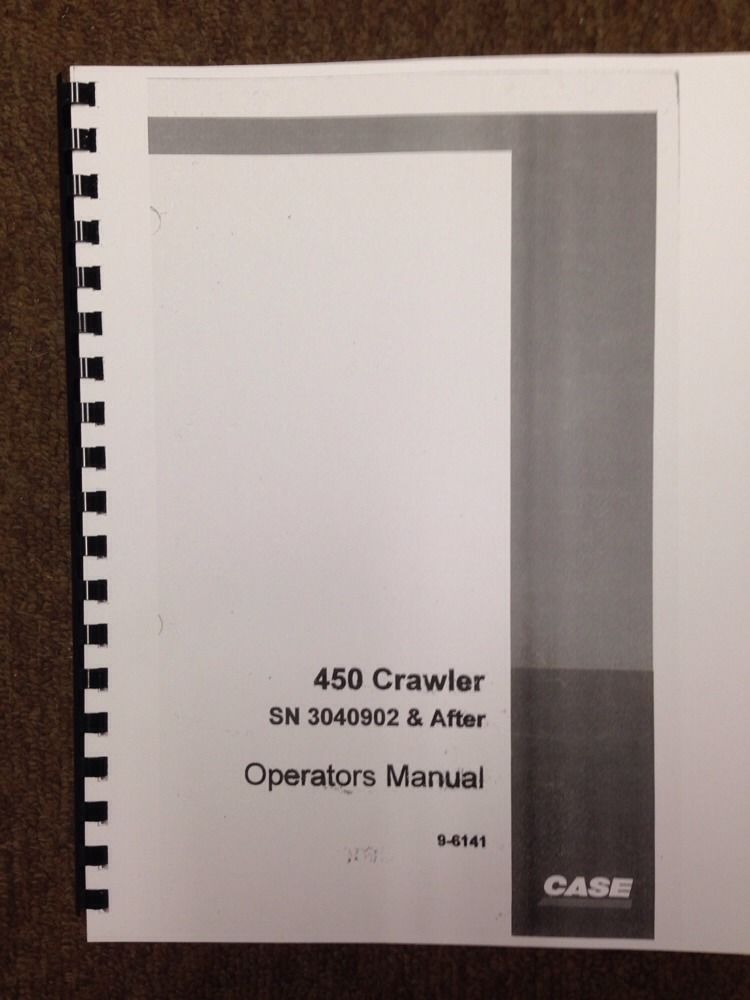 450 Crawler
SN 3040902 & After
Operators Manual
9-6141
CASE